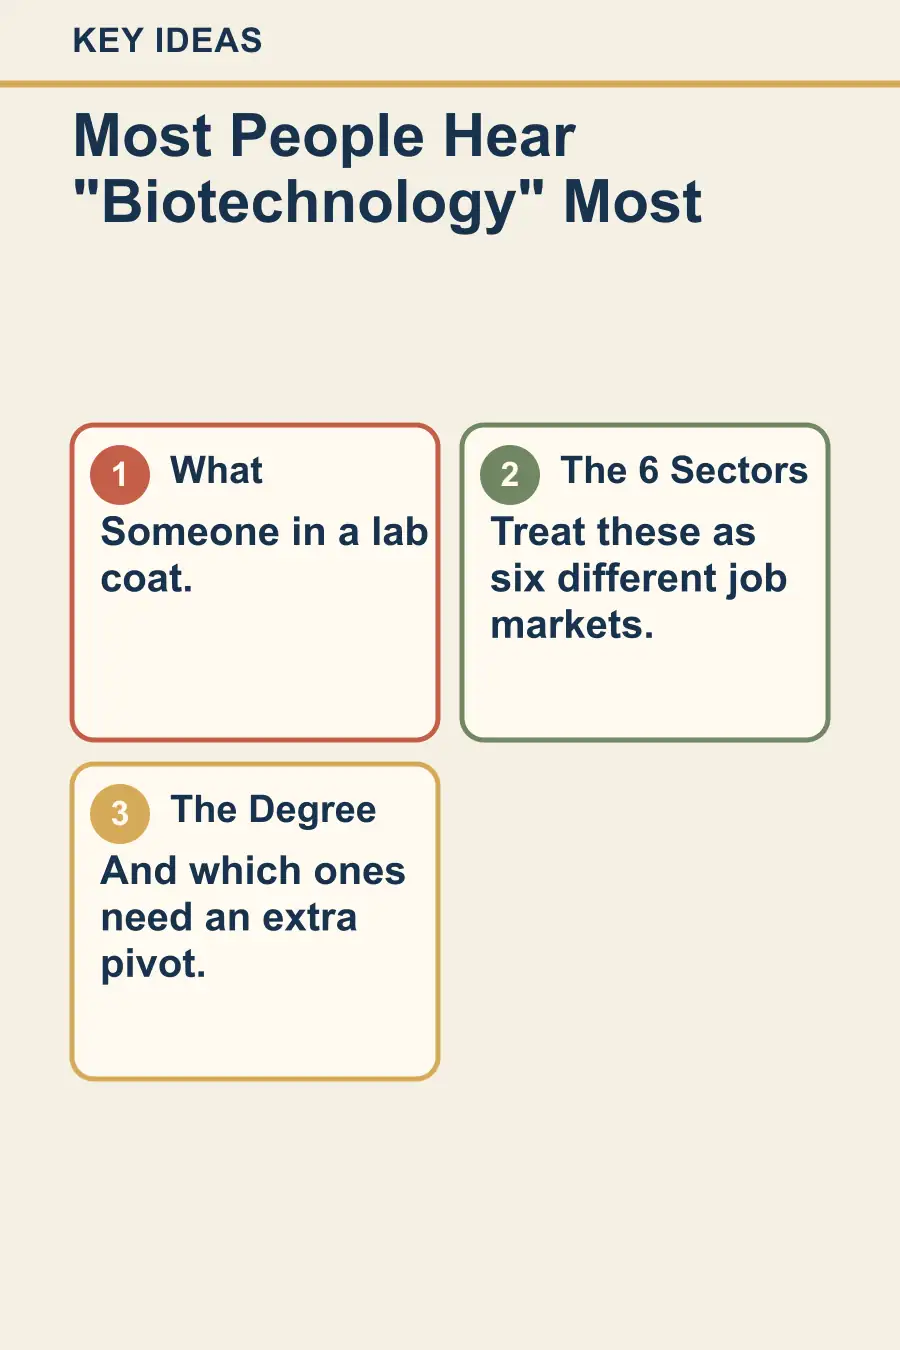 KEY IDEAS
Most People Hear
"Biotechnology" Most
1 What
Someone in a lab
coat.
2 The 6 Sectors
Treat these as
six different job
markets.
3 The Degree
And which ones
need an extra
pivot.